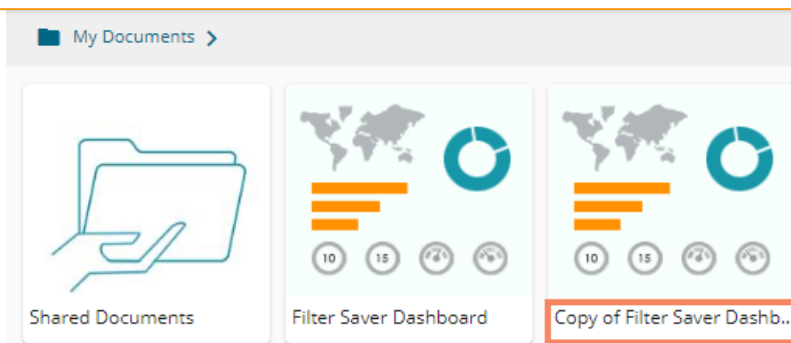 My Documents >
10 15
10 15
Shared Documents
Filter Saver Dashboard
Copy of Filter Saver Dashb...